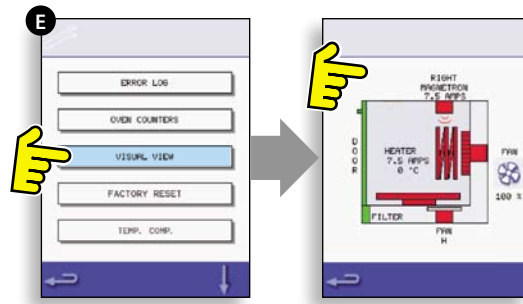 E
ERROR LOG
OVEN COUNTERS
VISUAL VIEW
FACTORY RESET
TEMP. COMP.
RIGHT
MAGNETRON
7.5 AMPS
DOOR
HEATER
7.5 AMPS
0 °C
FAN
100 %
FILTER
FAN
H